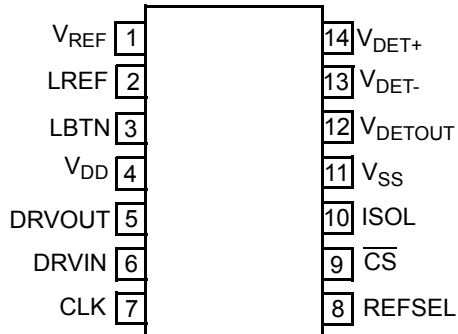 VREF 1
LREF 2
LBTN 3
VDD 4
DRVOUT 5
DRVIN 6
CLK 7
14 VDET+
13 VDET-
12 VDETOUT
11 VSS
10 ISOL
9 C̅S̅
8 REFSEL